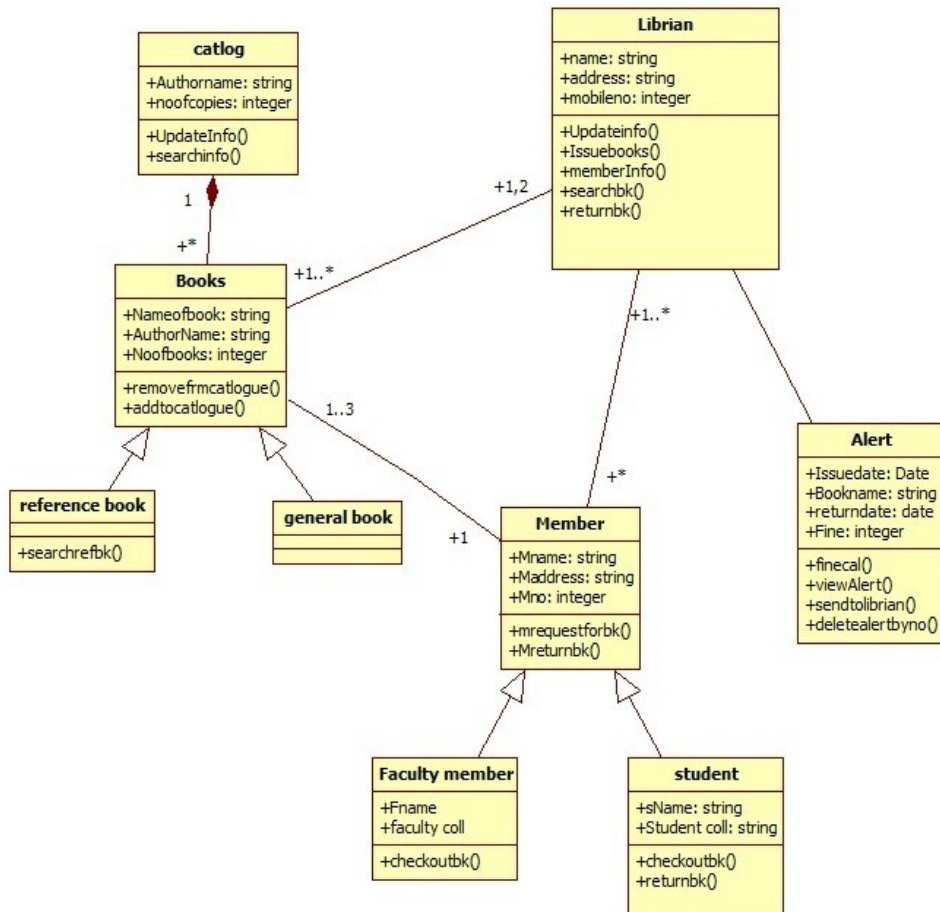 catlog
+Authorname: string
+noofcopies: integer
+UpdateInfo()
+searchinfo()
Librian
+name: string
+address: string
+mobileno: integer
+Updateinfo()
+Issuebooks()
+memberInfo()
+searchbk()
+returnbk()
1
+*
+1,2
+1..*
Books
+Nameofbook: string
+AuthorName: string
+Noofbooks: integer
+removefrmcatlogue()
+addtocatlogue()
+1..*
1..3
+*
+1
reference book
+searchrefbk()
general book
Member
+Mname: string
+Maddress: string
+Mno: integer
+mrequestforbk()
+Mreturnbk()
Alert
+Issuedate: Date
+Bookname: string
+returndate: date
+Fine: integer
+finecal()
+viewAlert()
+sendtolibrian()
+deletealertbyno()
Faculty member
+Fname
+faculty coll
+checkoutbk()
student
+sName: string
+Student coll: string
+checkoutbk()
+returnbk()